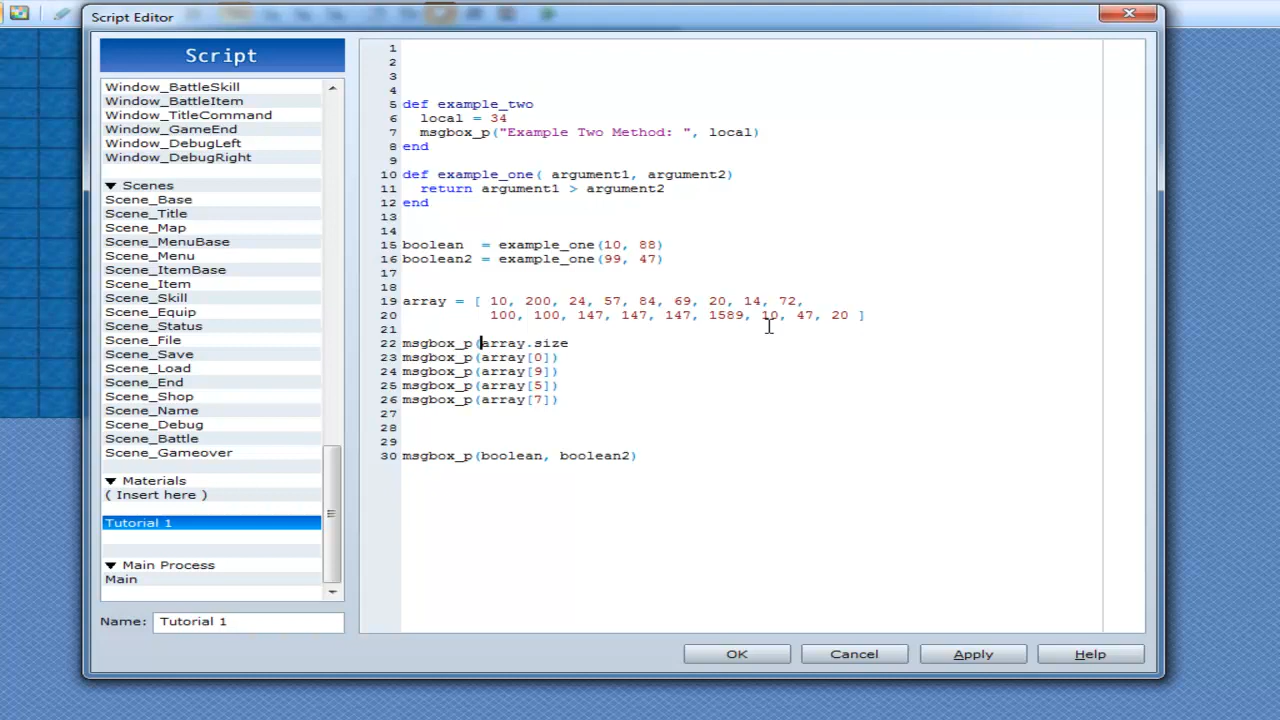 Script Editor
Script
Window_BattleSkill
Window_BattleItem
Window_TitleCommand
Window_GameEnd
Window_DebugLeft
Window_DebugRight
▼ Scenes
Scene_Base
Scene_Title
Scene_Map
Scene_MenuBase
Scene_Menu
Scene_ItemBase
Scene_Item
Scene_Skill
Scene_Equip
Scene_Status
Scene_File
Scene_Save
Scene_Load
Scene_End
Scene_Shop
Scene_Name
Scene_Debug
Scene_Battle
Scene_Gameover
▼ Materials
( Insert here )
Tutorial 1
▼ Main Process
Main
Name: Tutorial 1
1
2
3
4
5 def example_two
6 local = 34
7 msgbox_p("Example Two Method: ", local)
8 end
9
10 def example_one( argument1, argument2)
11 return argument1 > argument2
12 end
13
14
15 boolean  = example_one(10, 88)
16 boolean2 = example_one(99, 47)
17
18
19 array = [ 10, 200, 24, 57, 84, 69, 20, 14, 72,
20 100, 100, 147, 147, 147, 1589, 10, 47, 20 ]
21
22 msgbox_p(array.size
23 msgbox_p(array[0])
24 msgbox_p(array[9])
25 msgbox_p(array[5])
26 msgbox_p(array[7])
27
28
29
30 msgbox_p(boolean, boolean2)
OK Cancel Apply Help